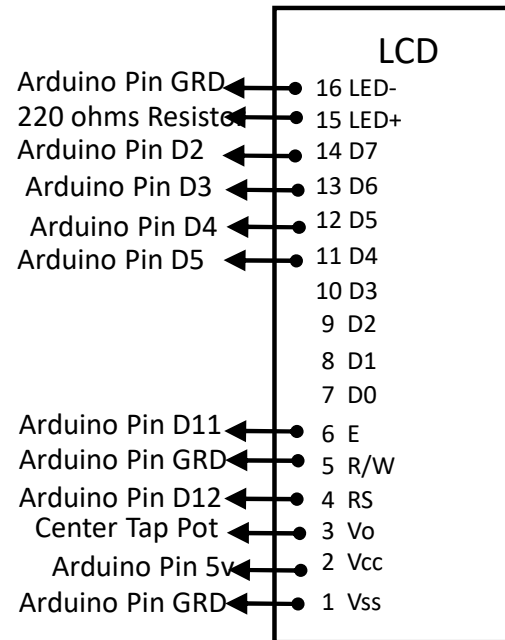 LCD
Arduino Pin GRD 16 LED-
220 ohms Resistor 15 LED+
Arduino Pin D2 14 D7
Arduino Pin D3 13 D6
Arduino Pin D4 12 D5
Arduino Pin D5 11 D4
10 D3
9 D2
8 D1
7 D0
Arduino Pin D11 6 E
Arduino Pin GRD 5 R/W
Arduino Pin D12 4 RS
Center Tap Pot 3 Vo
Arduino Pin 5v 2 Vcc
Arduino Pin GRD 1 Vss